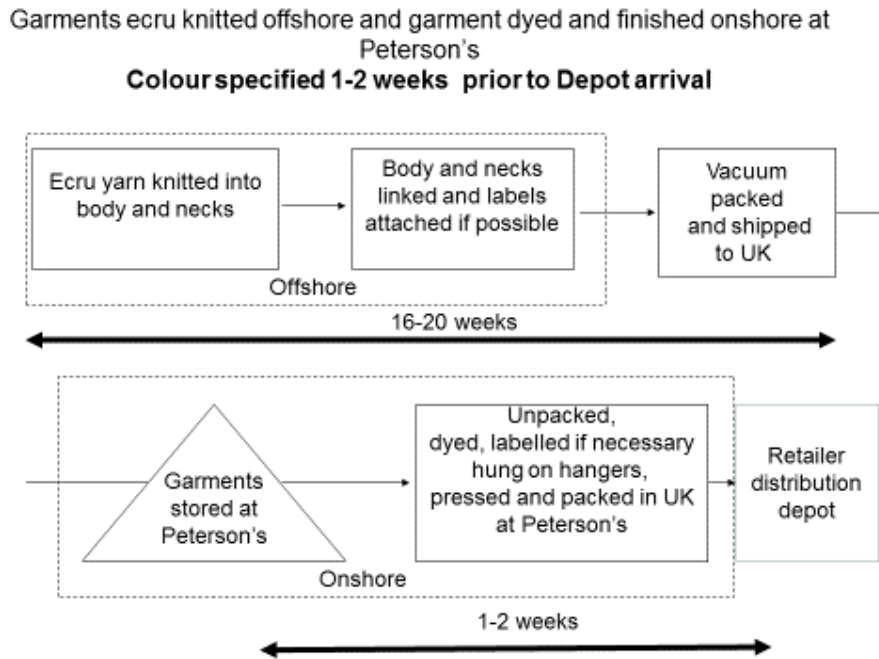 Garments ecru knitted offshore and garment dyed and finished onshore at
Peterson's
Colour specified 1-2 weeks prior to Depot arrival
Ecru yarn knitted into
body and necks
Body and necks
linked and labels
attached if possible
Vacuum
packed
and shipped
to UK
Offshore
16-20 weeks
Garments
stored at
Peterson's
Unpacked,
dyed, labelled if necessary
hung on hangers,
pressed and packed in UK
at Peterson's
Retailer
distribution
depot
Onshore
1-2 weeks